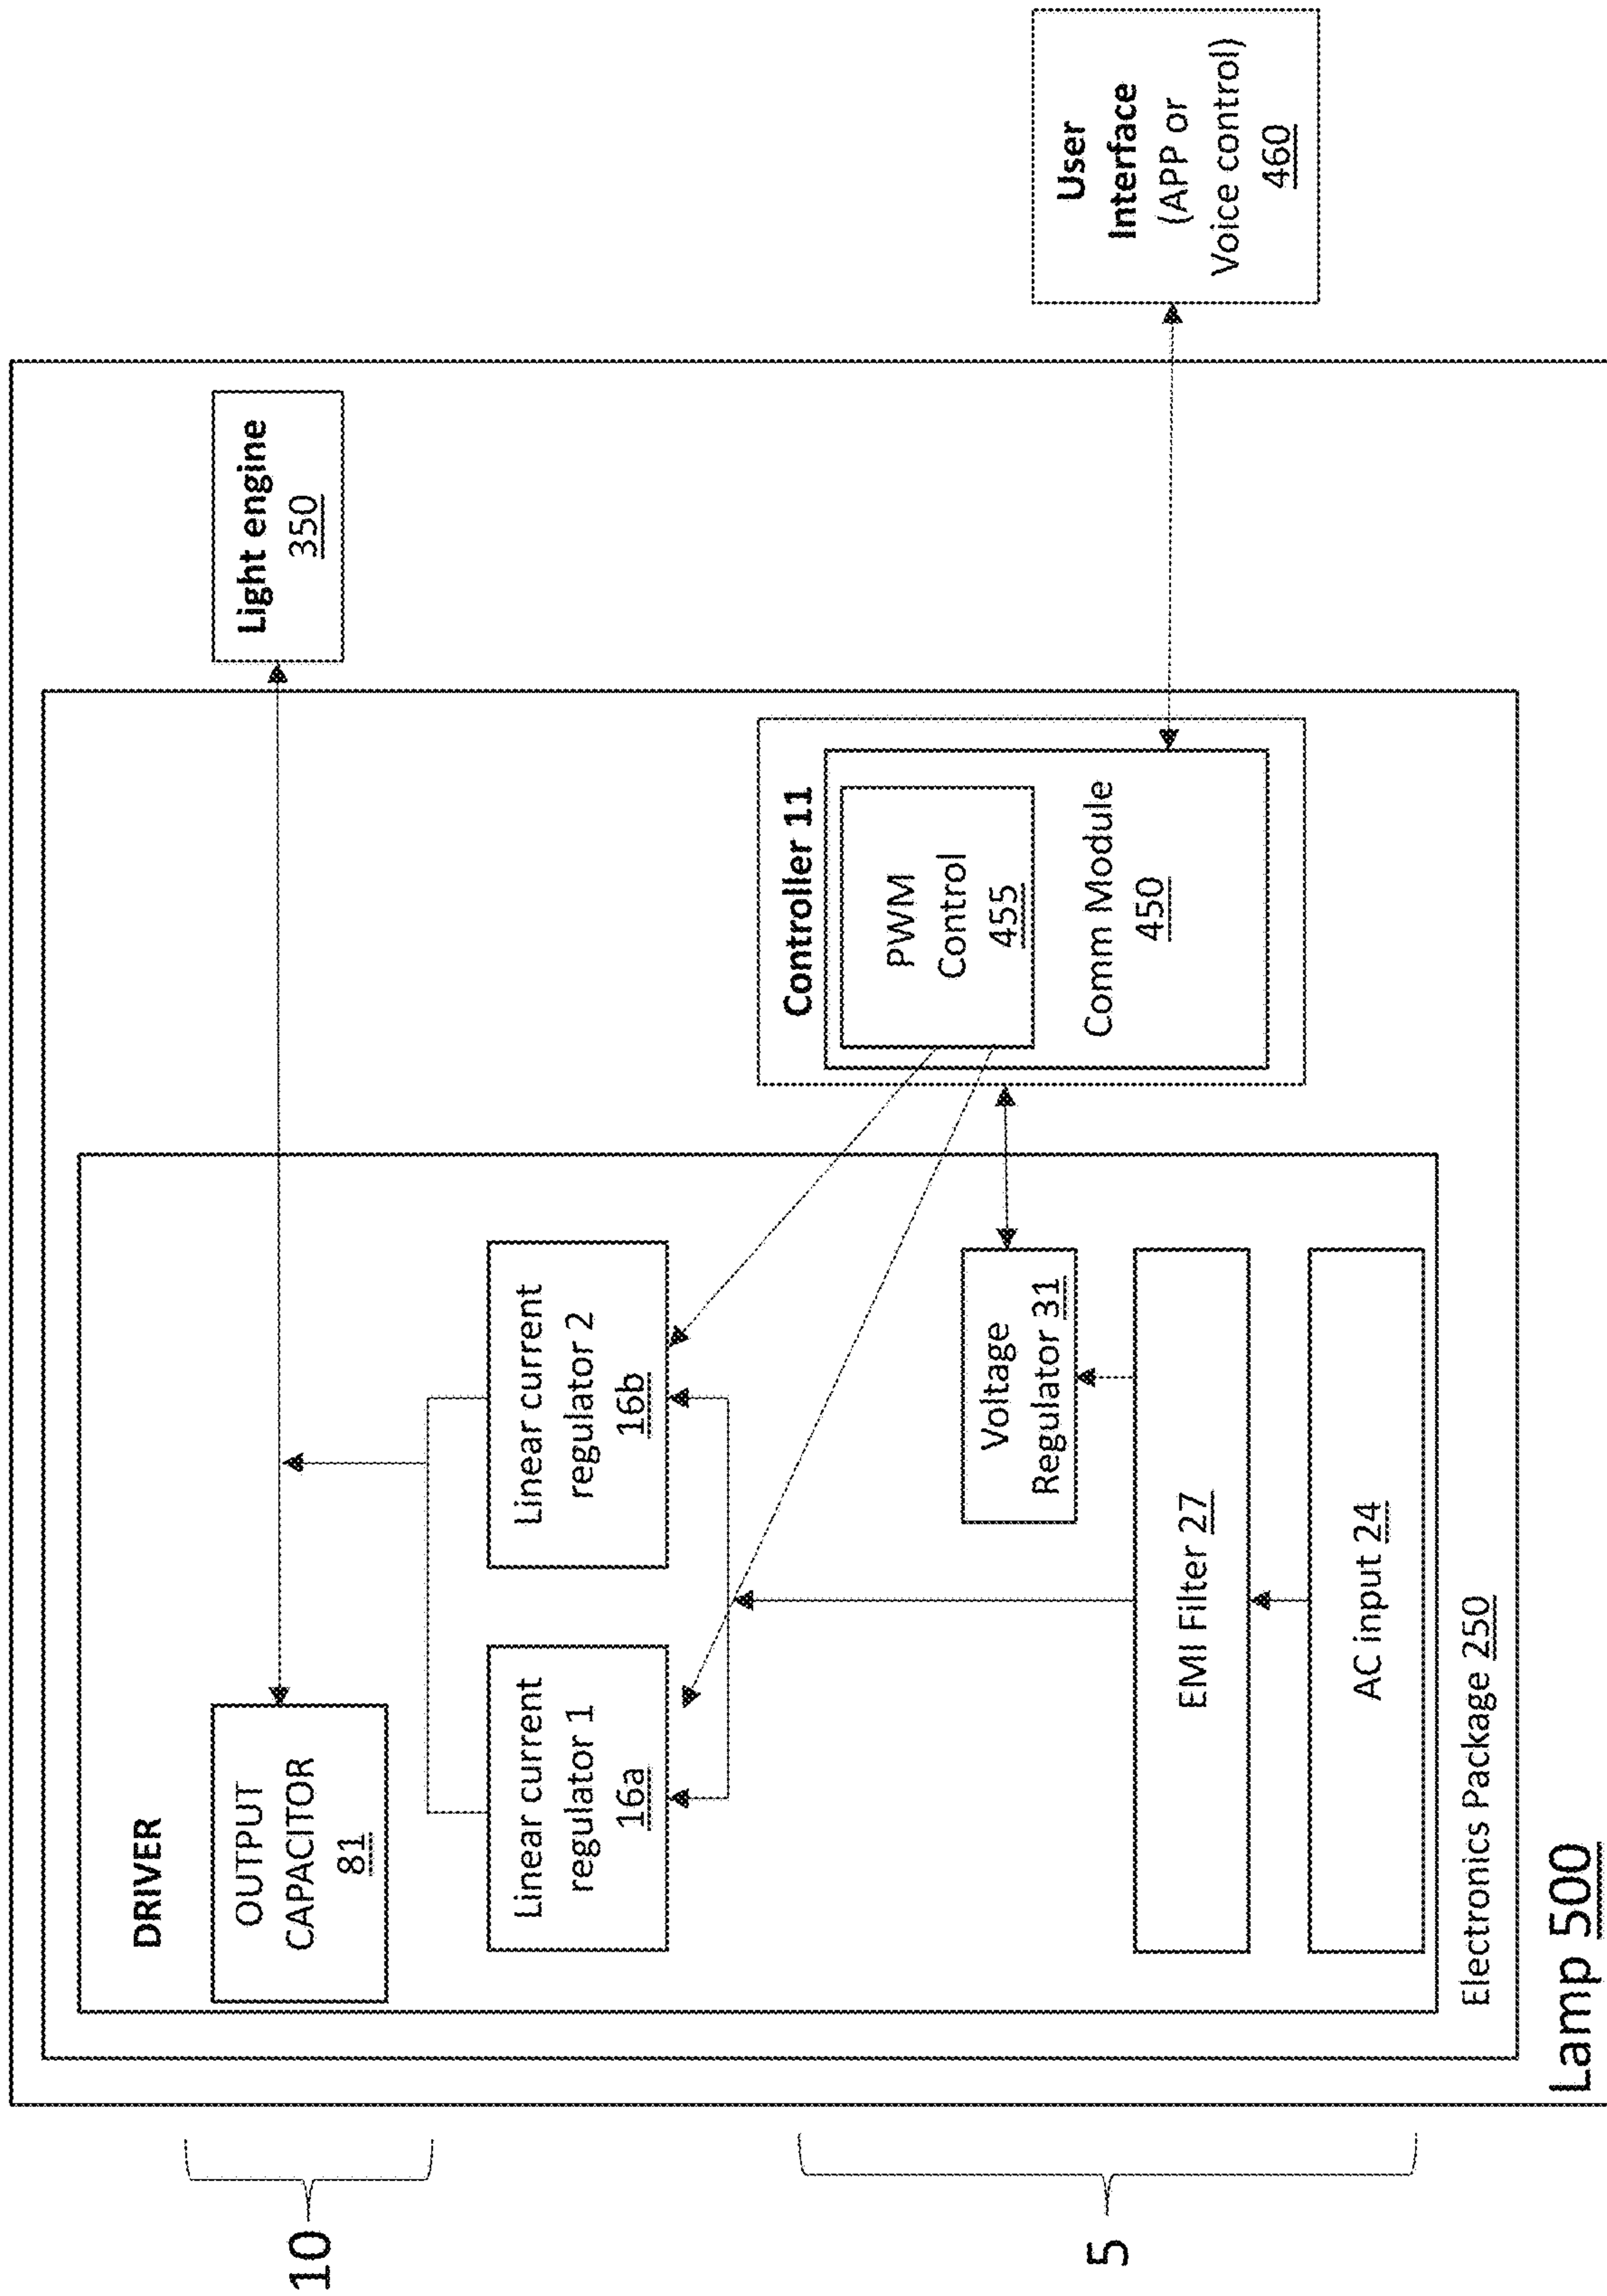 10
5
DRIVER
OUTPUT
CAPACITOR
81
Light engine
350
Linear current
regulator 1
16a
Linear current
regulator 2
16b
Controller 11
PWM
Control
455
Comm Module
450
User
Interface
(APP or
Voice control)
460
Voltage
Regulator 31
EMI Filter 27
AC input 24
Electronics Package 250
Lamp 500